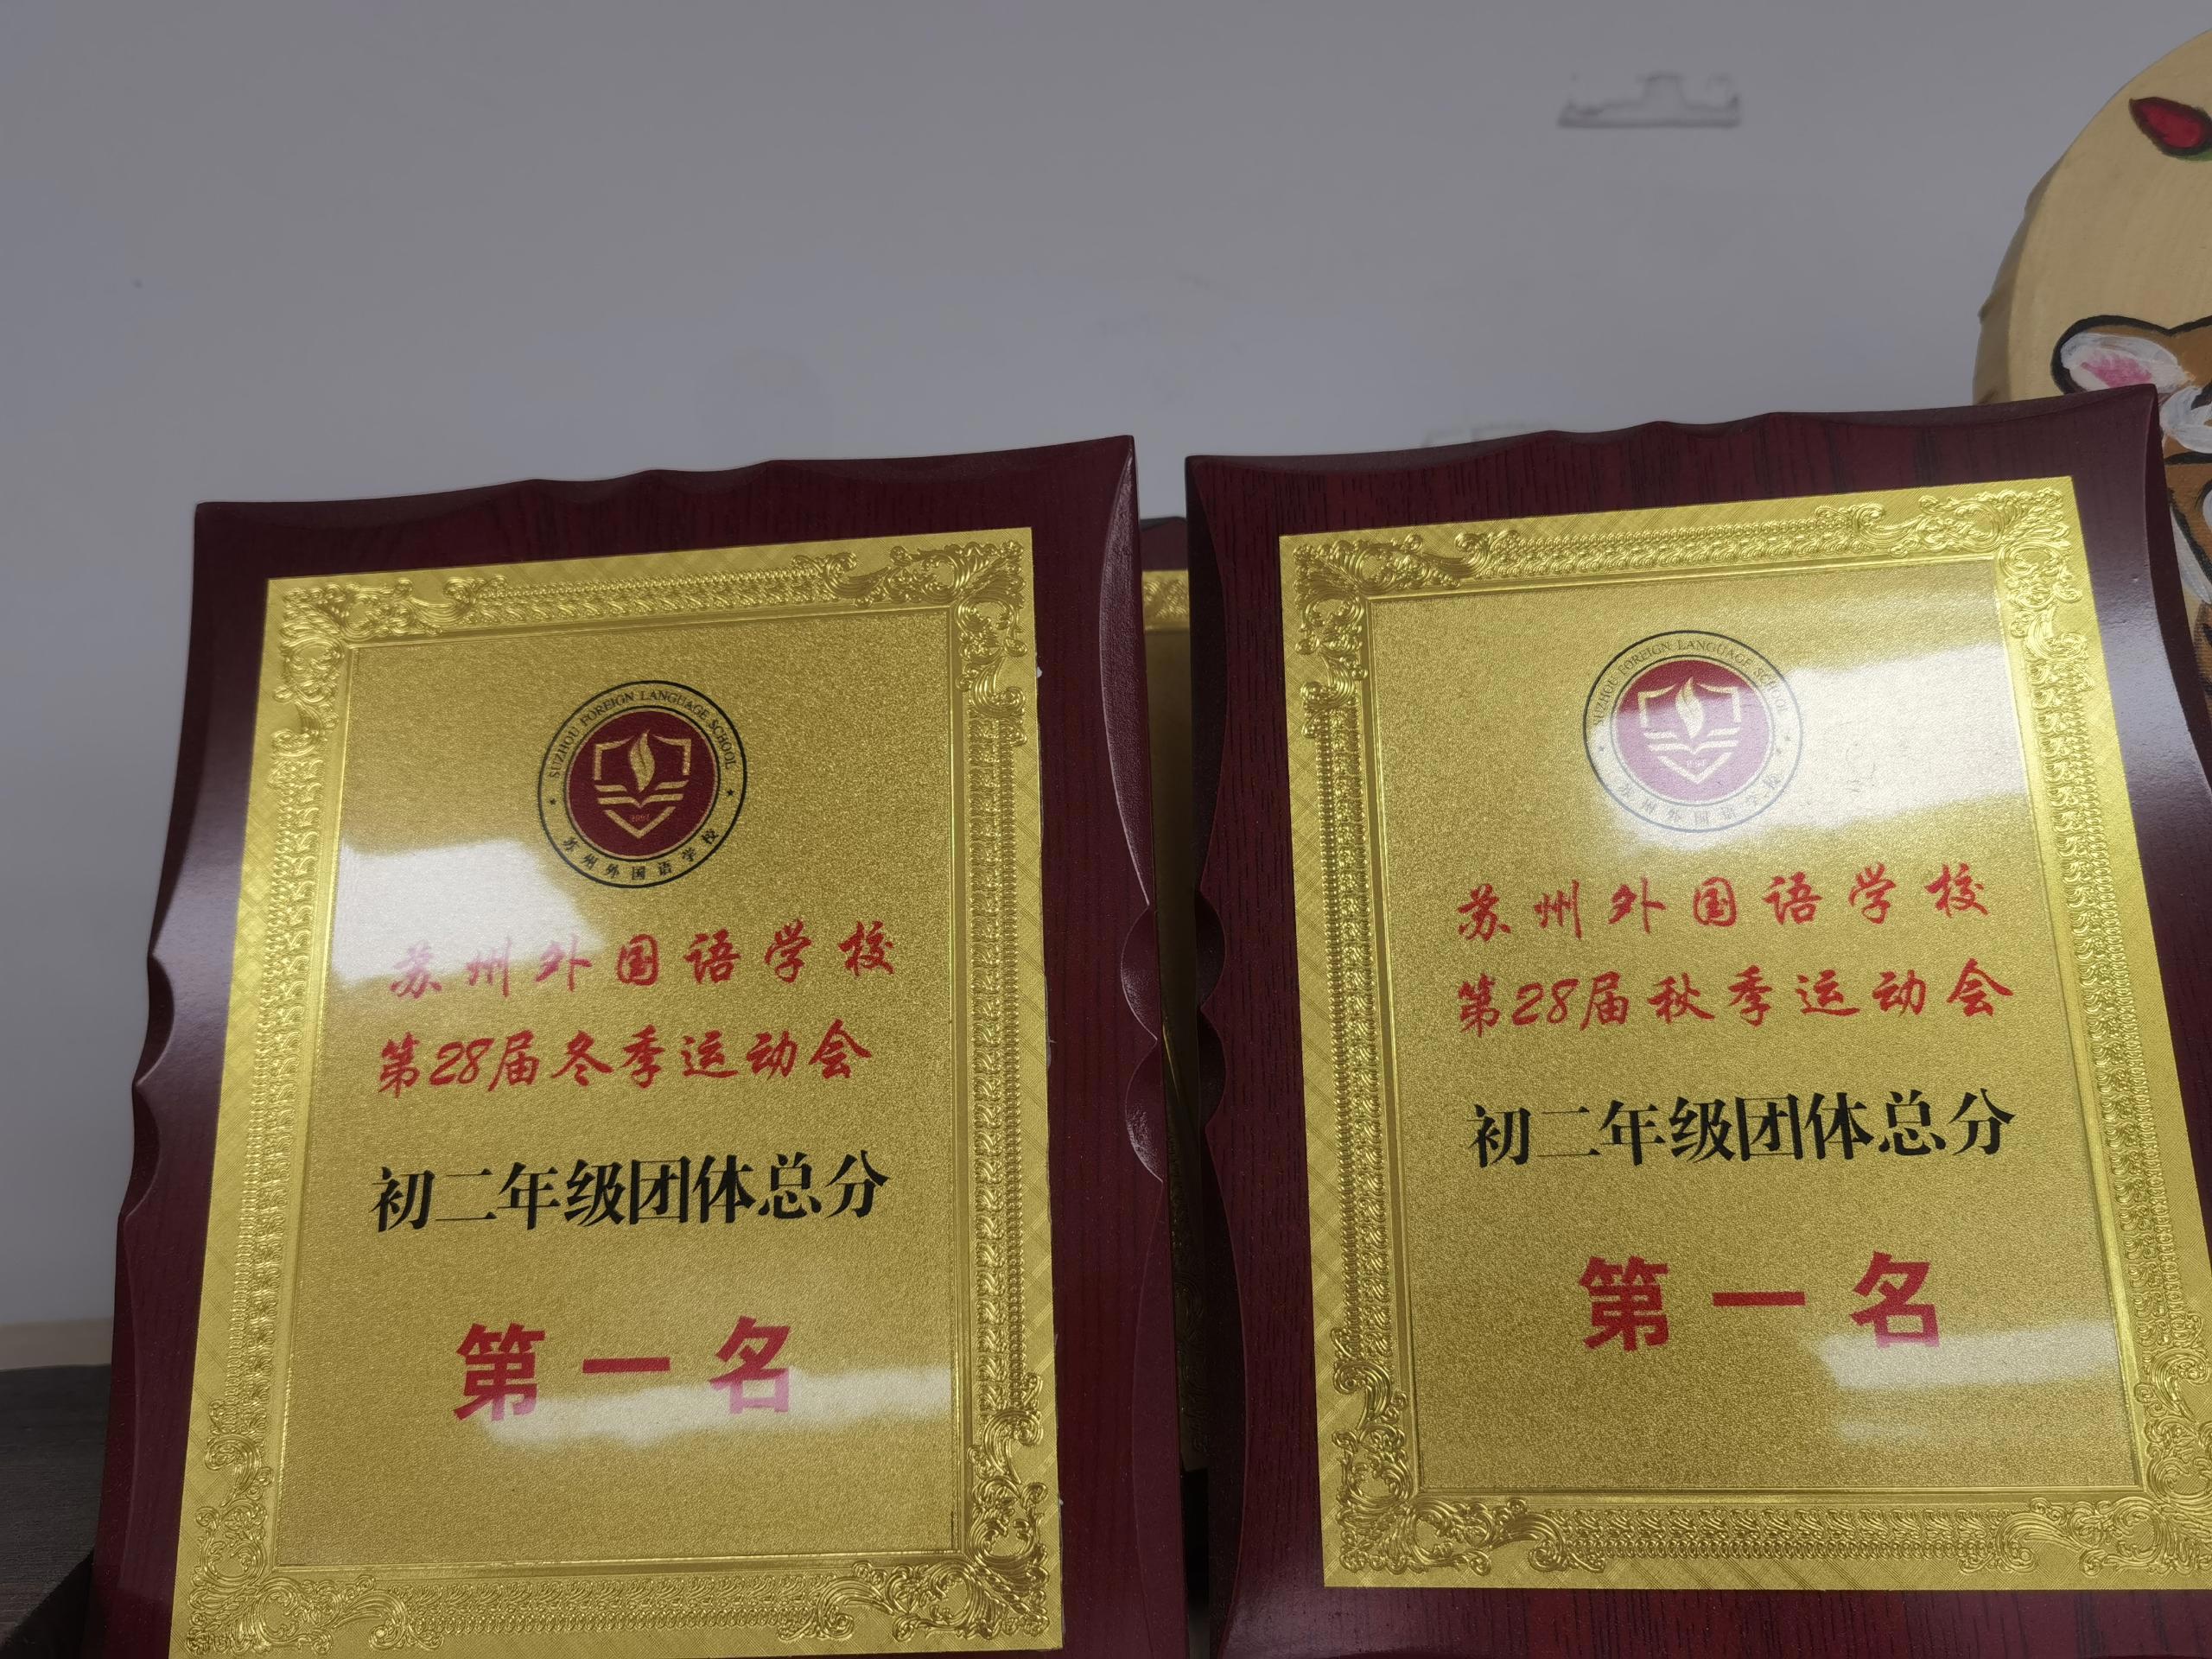 SUZHOU FOREIGN LANGUAGE SCHOOL
苏州外国语学校
苏州外国语学校
第28届冬季运动会
初二年级团体总分
第一名
SUZHOU FOREIGN LANGUAGE SCHOOL
苏州外国语学校
苏州外国语学校
第28届秋季运动会
初二年级团体总分
第一名